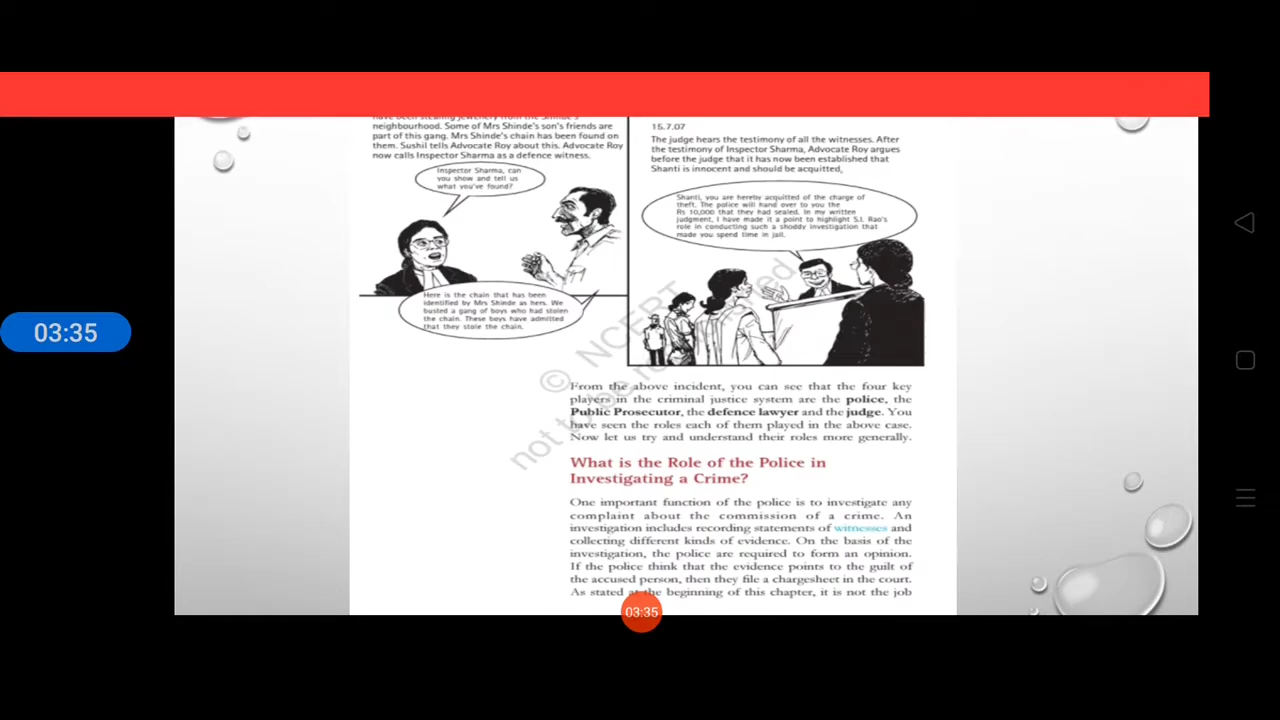 have been stealing jewellery from the Shinde's
neighbourhood. Some of Mrs Shinde's son's friends are
part of this gang. Mrs Shinde's chain has been found on
them. Sushil tells Advocate Roy about this. Advocate Roy
now calls Inspector Sharma as a defence witness.
Inspector Sharma, can
you show and tell us
what you've found?
Here is the chain that has been
identified by Mrs Shinde as hers. We
busted a gang of boys who had stolen
the chain. These boys have admitted
that they stole the chain.
15.7.07
The judge hears the testimony of all the witnesses. After
the testimony of Inspector Sharma, Advocate Roy argues
before the judge that it has now been established that
Shanti is innocent and should be acquitted.
Shanti, you are hereby acquitted of the charge of
theft. The police will hand over to you the
Rs 10,000 that they had sealed. In my written
judgment, I have made it a point to highlight S.I. Rao's
role in conducting such a shoddy investigation that
made you spend time in jail.
© NCERT
not to be
From the above incident, you can see that the four key
players in the criminal justice system are the police, the
Public Prosecutor, the defence lawyer and the judge. You
have seen the roles each of them played in the above case.
Now let us try and understand their roles more generally.
What is the Role of the Police in
Investigating a Crime?
One important function of the police is to investigate any
complaint about the commission of a crime. An
investigation includes recording statements of witnesses and
collecting different kinds of evidence. On the basis of the
investigation, the police are required to form an opinion.
If the police think that the evidence points to the guilt of
the accused person, then they file a chargesheet in the court.
As stated at the beginning of this chapter, it is not the job
03:35
03:35